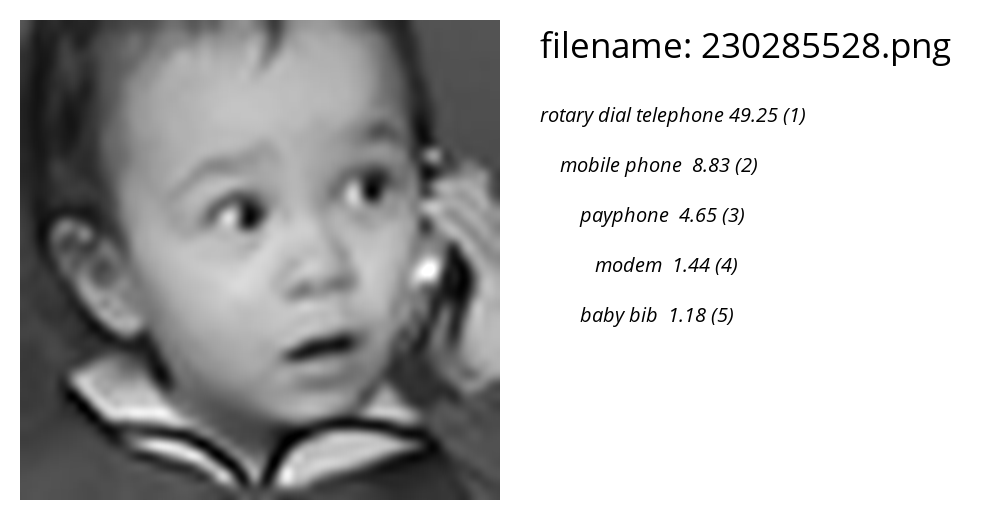 filename: 230285528.png
rotary dial telephone 49.25 (1)
mobile phone 8.83 (2)
payphone 4.65 (3)
modem 1.44 (4)
baby bib 1.18 (5)